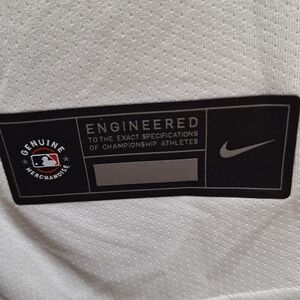 GENUINE
MERCHANDISE
ENGINEERED
TO THE EXACT SPECIFICATIONS
OF CHAMPIONSHIP ATHLETES